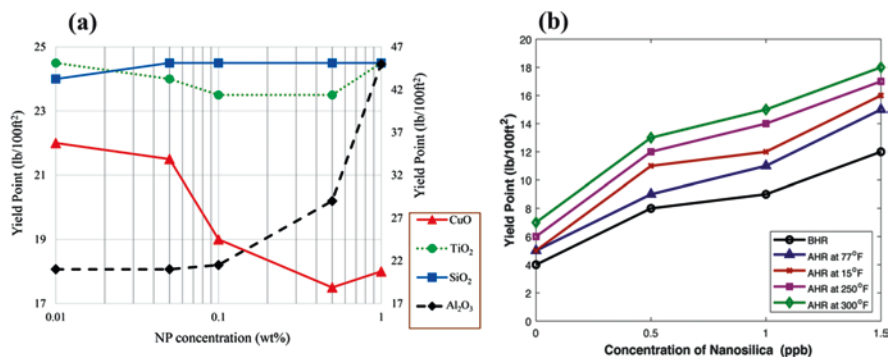 (a)
25
23
21
20
18
17
Yield Point (lb/100ft²)
47
42
37
32
27
22
17
Yield Point (lb/100ft²)
0.01
0.1
1
NP concentration (wt%)
CuO
TiO₂
SiO₂
Al₂O₃
(b)
20
18
16
14
12
10
8
6
4
2
0
Yield Point (lb/100ft²)
0
0.5
1
1.5
Concentration of Nanosilica (ppb)
BHR
AHR at 77°F
AHR at 15°F
AHR at 250°F
AHR at 300°F